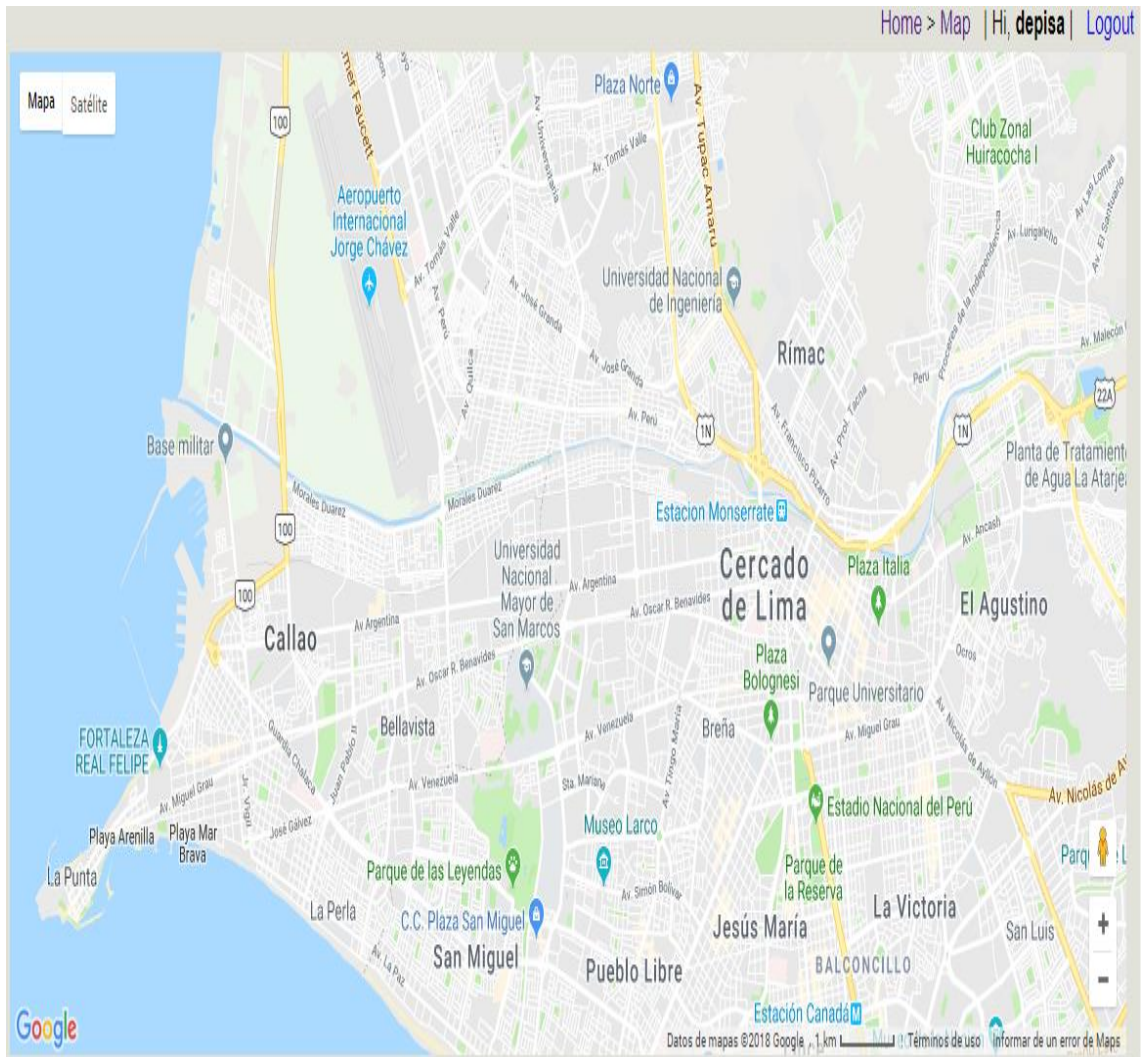 Home > Map | Hi, depisa | Logout
Mapa
Satélite
100
Plaza Norte
Av. Universitaria
Av. Tomás Valle
Av. Tupac Amaru
Club Zonal
Huiracocha I
Av. Las Lomas
Av. El Santuario
Av. Lurigancho
Aeropuerto
Internacional
Jorge Chávez
Av. Tomás Valle
Av. Perú
Av. José Granda
Universidad Nacional
de Ingeniería
Próceres de la Independencia
Rímac
Av. Malecón
Av. Quilca
Av. José Granda
Perú
Av. Prol. Tacna
22A
Av. Perú
1N
1N
Av. Francisco Pizarro
Base militar
Planta de Tratamiento
de Agua La Atarje
Morales Duarez
Morales Duarez
100
Estacion Monserrate
Av. Ancash
Universidad
Nacional
Mayor de
San Marcos
Cercado
de Lima
Plaza Italia
Av. Argentina
100
Av. Oscar R. Benavides
El Agustino
Av Argentina
Callao
Av. Oscar R. Benavides
Plaza
Bolognesi
Ocros
Parque Universitario
Bellavista
Av. Venezuela
Breña
Av. Miguel Grau
Av. Nicolás de Ayllón
Av Tingo María
FORTALEZA
REAL FELIPE
Guardia Chalaca
Juan Pablo II
Av. Venezuela
Sta. Mariana
Av. Miguel Grau
Jr. Vigil
Av. Nicolás de Ay
José Gálvez
Estadio Nacional del Perú
Playa Arenilla
Playa Mar
Brava
Museo Larco
La Punta
Parque de las Leyendas
Parque de
la Reserva
Av. Simón Bolívar
La Perla
C.C. Plaza San Miguel
La Victoria
Jesús María
San Luis
Av. La Paz
San Miguel
Pueblo Libre
BALCONCILLO
Estación Canadá
Google
Datos de mapas ©2018 Google
1 km
Términos de uso
Informar de un error de Maps